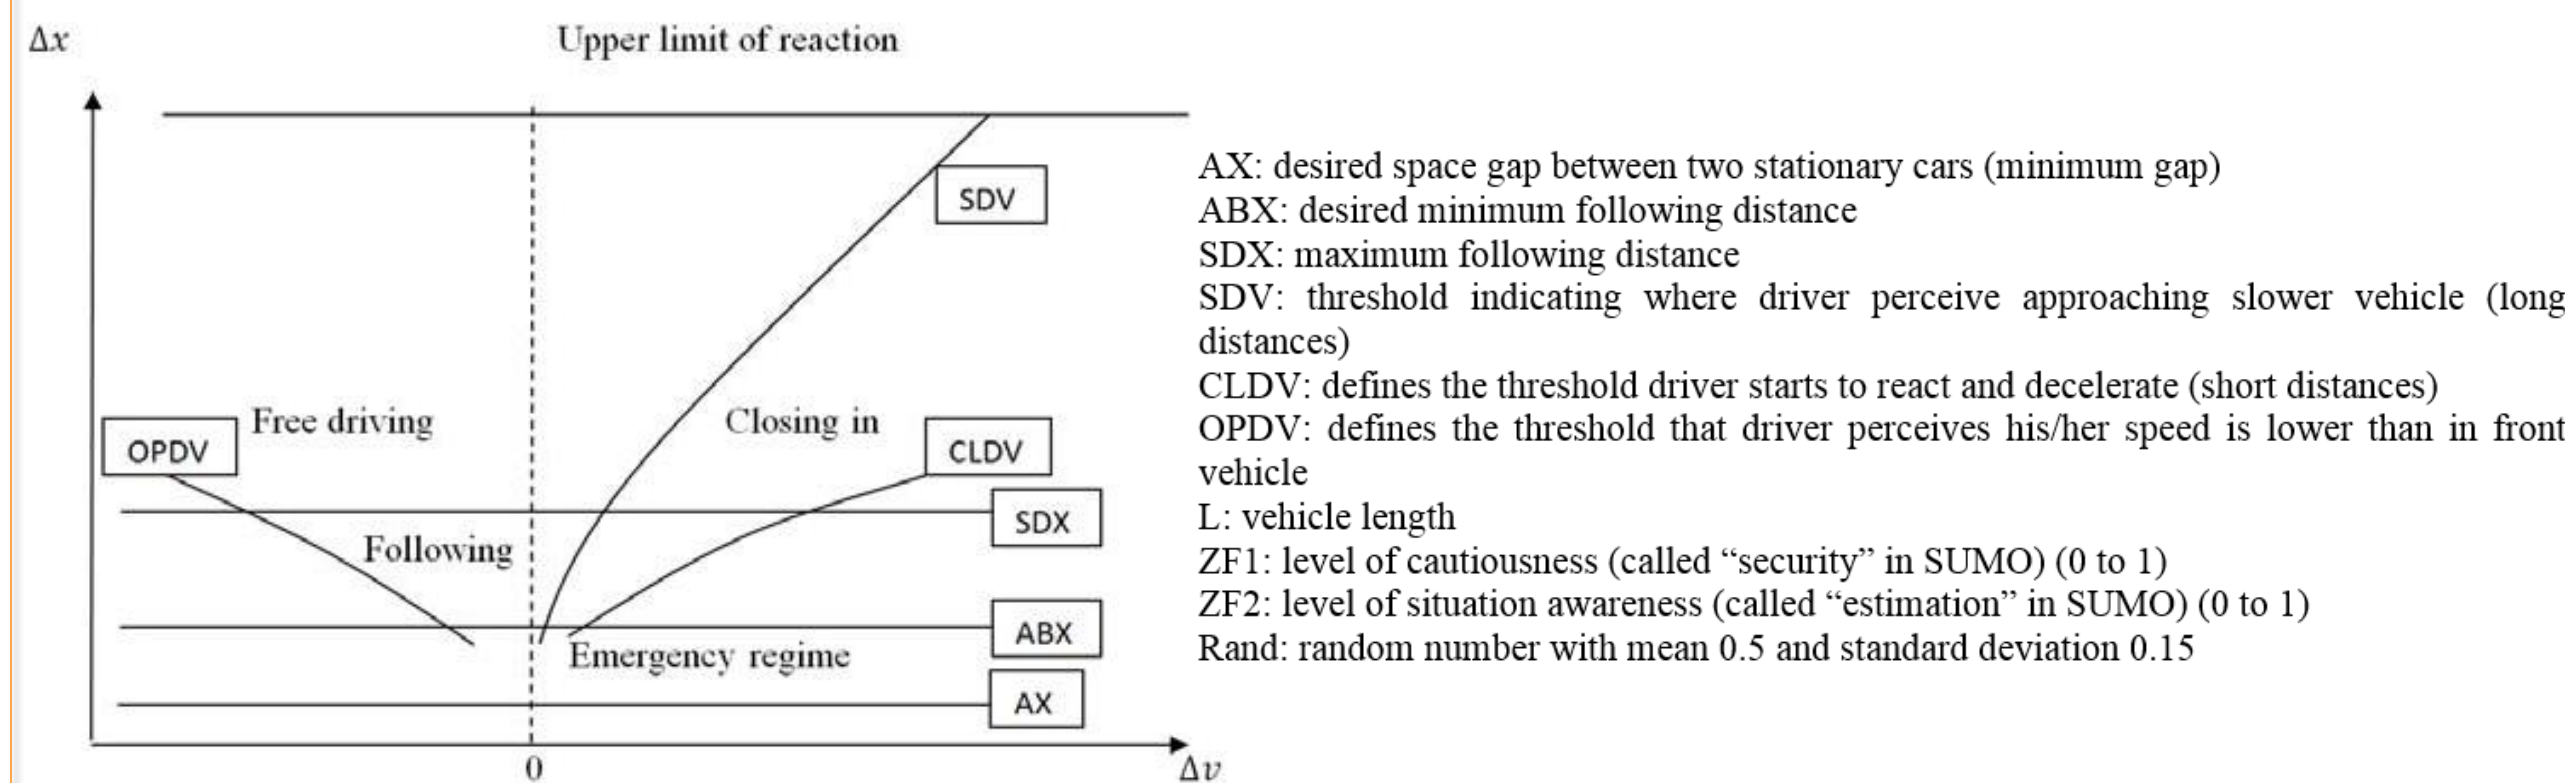 Δx
Upper limit of reaction
SDV
Free driving
Closing in
OPDV
CLDV
SDX
Following
ABX
Emergency regime
AX
0
Δv
AX: desired space gap between two stationary cars (minimum gap)
ABX: desired minimum following distance
SDX: maximum following distance
SDV: threshold indicating where driver perceive approaching slower vehicle (long
distances)
CLDV: defines the threshold driver starts to react and decelerate (short distances)
OPDV: defines the threshold that driver perceives his/her speed is lower than in front
vehicle
L: vehicle length
ZF1: level of cautiousness (called “security” in SUMO) (0 to 1)
ZF2: level of situation awareness (called “estimation” in SUMO) (0 to 1)
Rand: random number with mean 0.5 and standard deviation 0.15